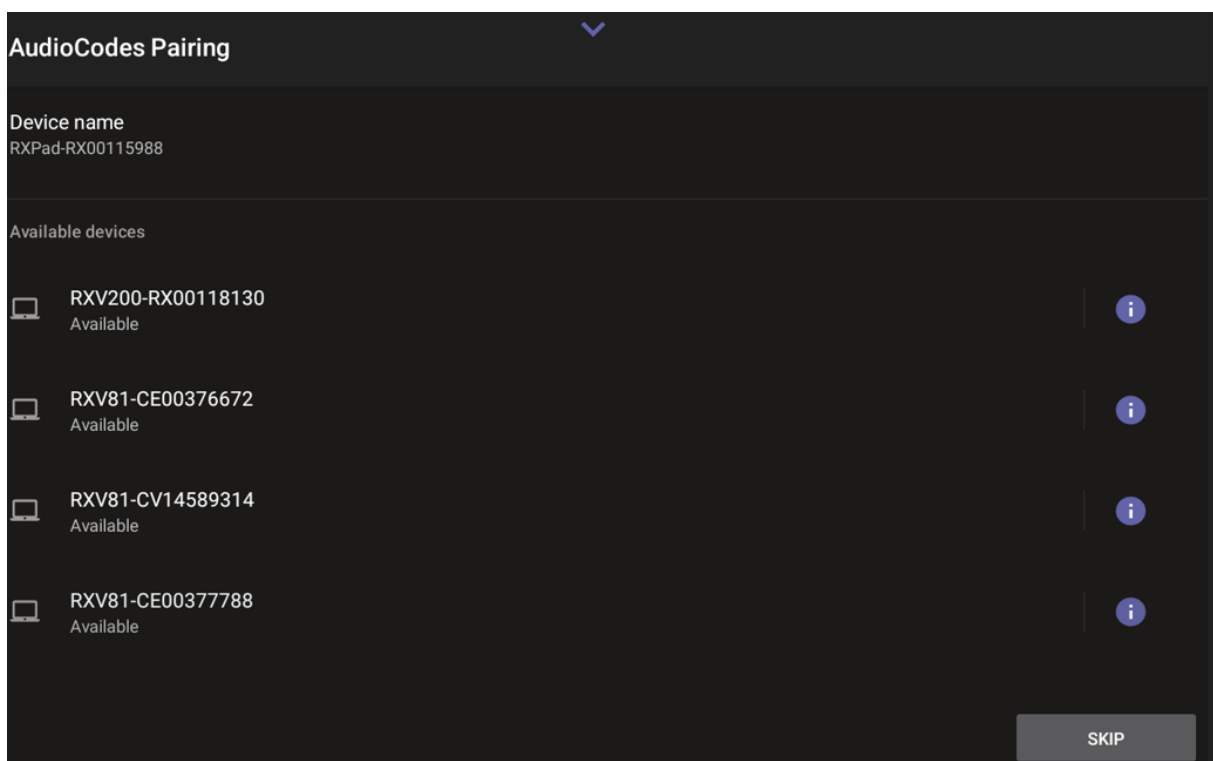 AudioCodes Pairing
Device name
RXPad-RX00115988
Available devices
RXV200-RX00118130
Available
RXV81-CE00376672
Available
RXV81-CV14589314
Available
RXV81-CE00377788
Available
SKIP